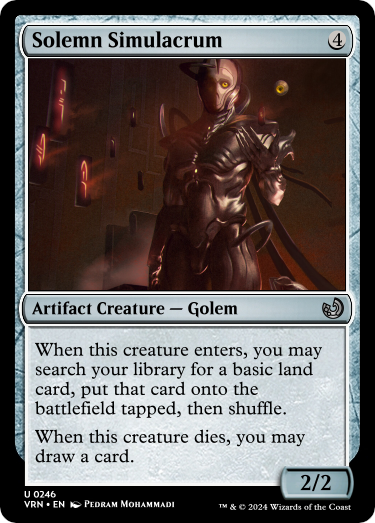 Solemn Simulacrum 4
Artifact Creature — Golem
When this creature enters, you may
search your library for a basic land
card, put that card onto the
battlefield tapped, then shuffle.
When this creature dies, you may
draw a card.
2/2
U 0246
VRN • EN Pedram Mohammadi
™ & © 2024 Wizards of the Coast